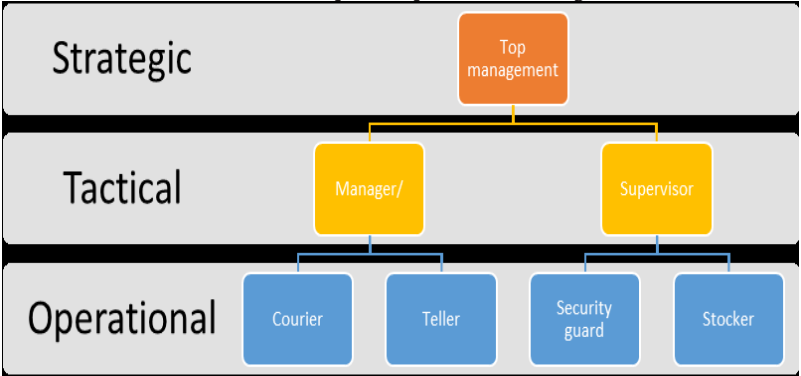 Strategic
Top
management
Tactical
Manager/
Supervisor
Operational
Courier
Teller
Security
guard
Stocker